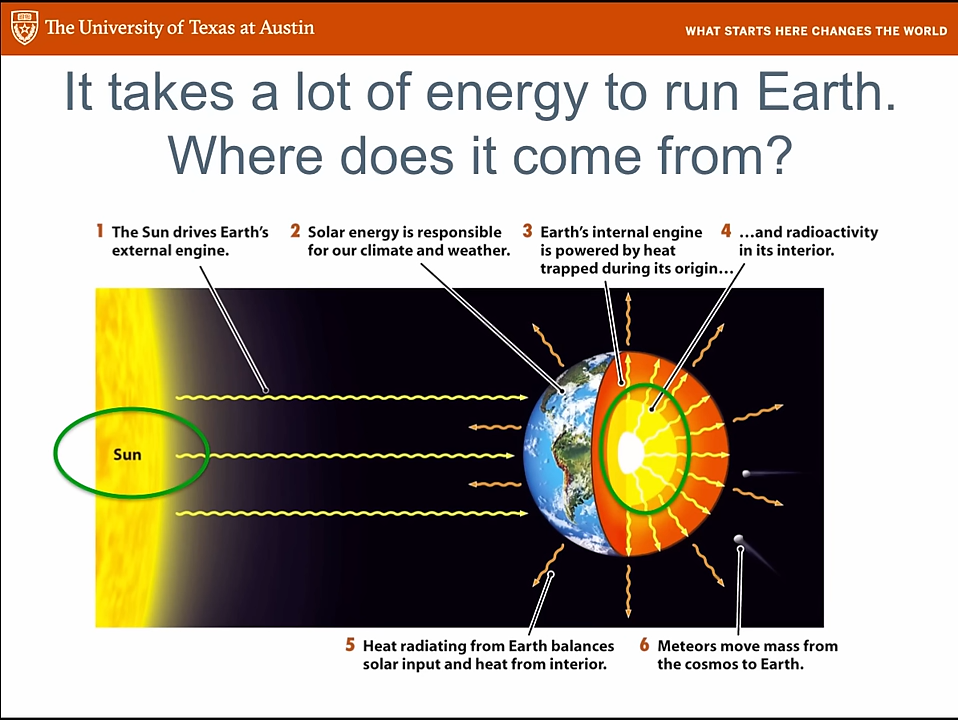 The University of Texas at Austin
WHAT STARTS HERE CHANGES THE WORLD
It takes a lot of energy to run Earth.
Where does it come from?
1 The Sun drives Earth's
external engine.
2 Solar energy is responsible
for our climate and weather.
3 Earth's internal engine
is powered by heat
trapped during its origin…
4 …and radioactivity
in its interior.
Sun
5 Heat radiating from Earth balances
solar input and heat from interior.
6 Meteors move mass from
the cosmos to Earth.